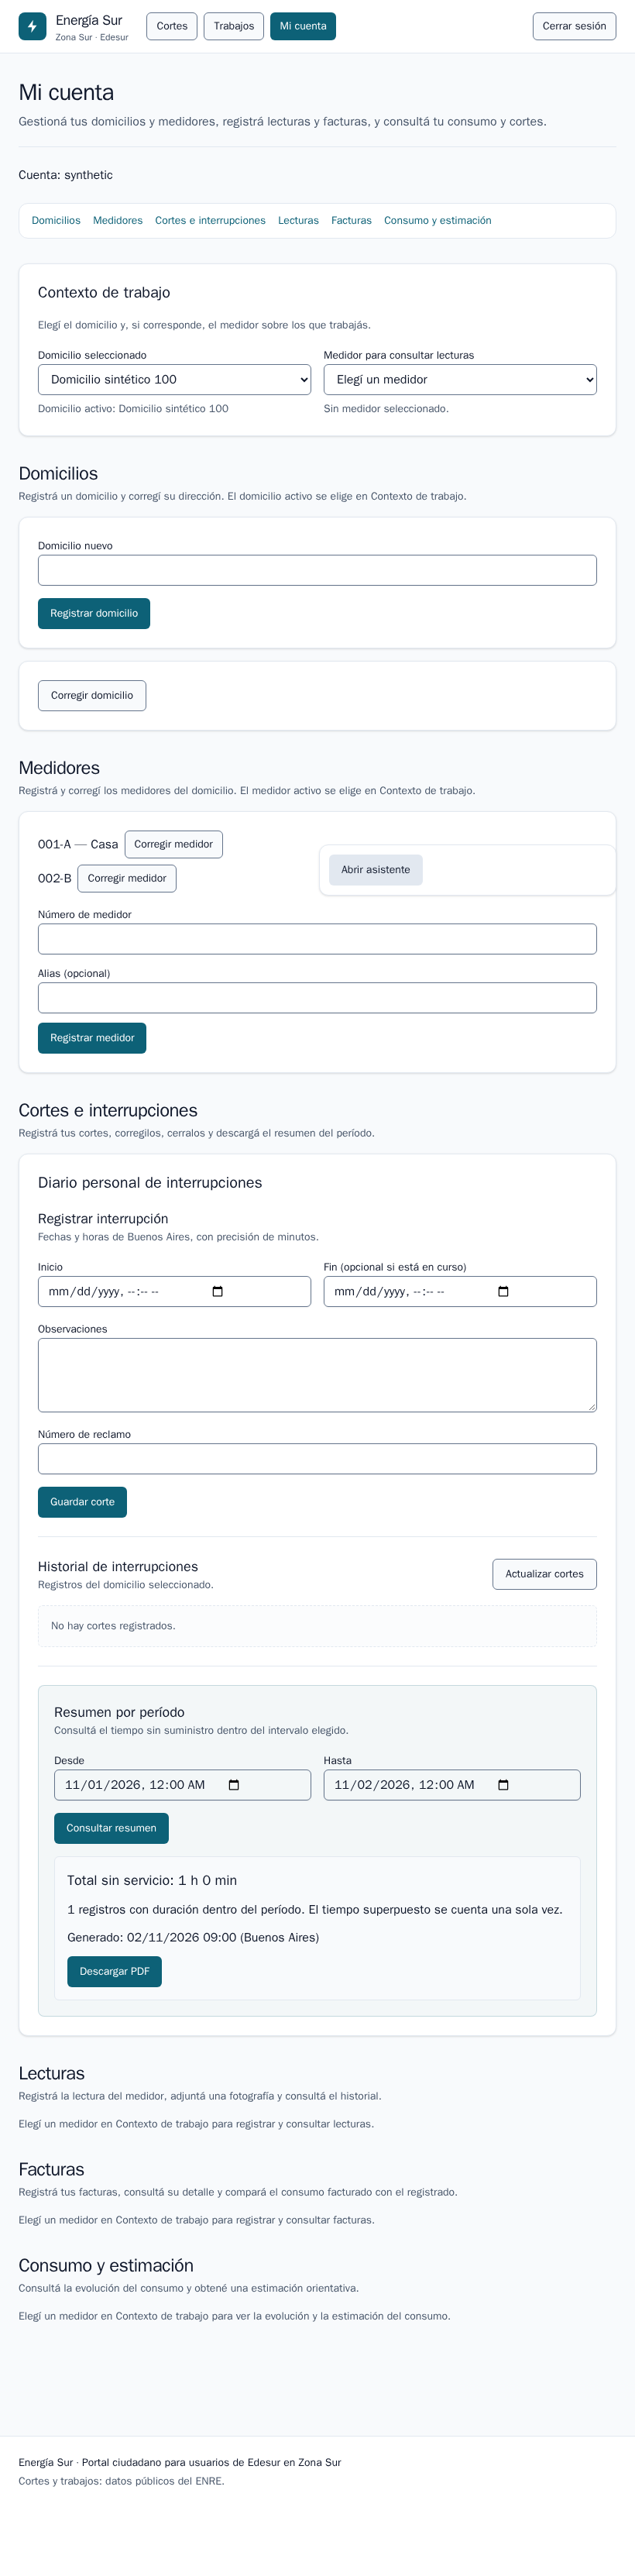 Energía Sur
Zona Sur · Edesur
Cortes
Trabajos
Mi cuenta
Cerrar sesión
Mi cuenta
Gestioná tus domicilios y medidores, registrá lecturas y facturas, y consultá tu consumo y cortes.
Cuenta: synthetic
Domicilios Medidores Cortes e interrupciones Lecturas Facturas Consumo y estimación
Contexto de trabajo
Elegí el domicilio y, si corresponde, el medidor sobre los que trabajás.
Domicilio seleccionado
Domicilio sintético 100
Domicilio activo: Domicilio sintético 100
Medidor para consultar lecturas
Elegí un medidor
Sin medidor seleccionado.
Domicilios
Registrá un domicilio y corregí su dirección. El domicilio activo se elige en Contexto de trabajo.
Domicilio nuevo
Registrar domicilio
Corregir domicilio
Medidores
Registrá y corregí los medidores del domicilio. El medidor activo se elige en Contexto de trabajo.
001-A — Casa Corregir medidor
002-B Corregir medidor
Abrir asistente
Número de medidor
Alias (opcional)
Registrar medidor
Cortes e interrupciones
Registrá tus cortes, corregilos, cerralos y descargá el resumen del período.
Diario personal de interrupciones
Registrar interrupción
Fechas y horas de Buenos Aires, con precisión de minutos.
Inicio
mm/dd/yyyy, --:-- --
Fin (opcional si está en curso)
mm/dd/yyyy, --:-- --
Observaciones
Número de reclamo
Guardar corte
Historial de interrupciones
Registros del domicilio seleccionado.
Actualizar cortes
No hay cortes registrados.
Resumen por período
Consultá el tiempo sin suministro dentro del intervalo elegido.
Desde
11/01/2026, 12:00 AM
Hasta
11/02/2026, 12:00 AM
Consultar resumen
Total sin servicio: 1 h 0 min
1 registros con duración dentro del período. El tiempo superpuesto se cuenta una sola vez.
Generado: 02/11/2026 09:00 (Buenos Aires)
Descargar PDF
Lecturas
Registrá la lectura del medidor, adjuntá una fotografía y consultá el historial.
Elegí un medidor en Contexto de trabajo para registrar y consultar lecturas.
Facturas
Registrá tus facturas, consultá su detalle y compará el consumo facturado con el registrado.
Elegí un medidor en Contexto de trabajo para registrar y consultar facturas.
Consumo y estimación
Consultá la evolución del consumo y obtené una estimación orientativa.
Elegí un medidor en Contexto de trabajo para ver la evolución y la estimación del consumo.
Energía Sur · Portal ciudadano para usuarios de Edesur en Zona Sur
Cortes y trabajos: datos públicos del ENRE.